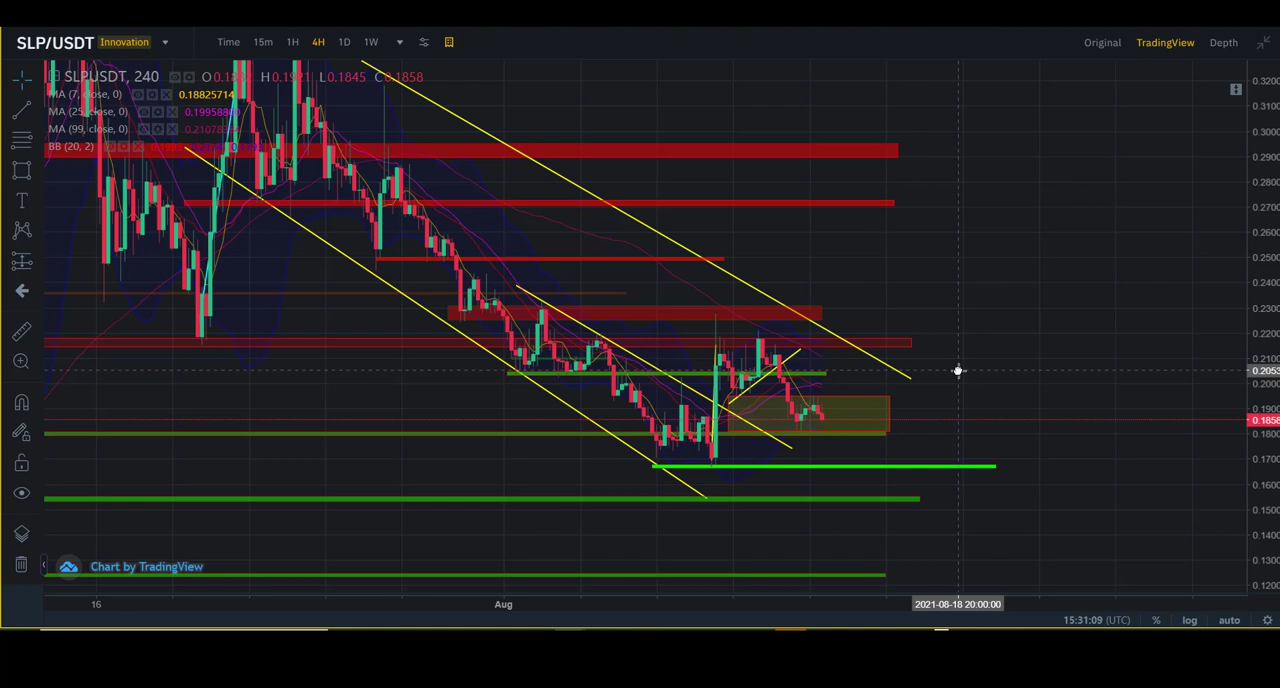 SLP/USDT Innovation Time 15m 1H 4H 1D 1W Original TradingView Depth
SLPUSDT, 240 H0.1921 L0.1845 C0.1858
MA (7, close, 0) 0.18825714
MA (25, close, 0)
MA (99, close, 0)
BB (20, 2)
0.3200
0.3100
0.3000
0.2900
0.2800
0.2700
0.2600
0.2500
0.2400
0.2300
0.2200
0.2100
0.2053
0.2000
0.1900
0.1858
0.1800
0.1700
0.1600
0.1500
0.1400
0.1300
0.1200
Chart by TradingView
16 Aug 2021-08-18 20:00:00
15:31:09 (UTC) % log auto